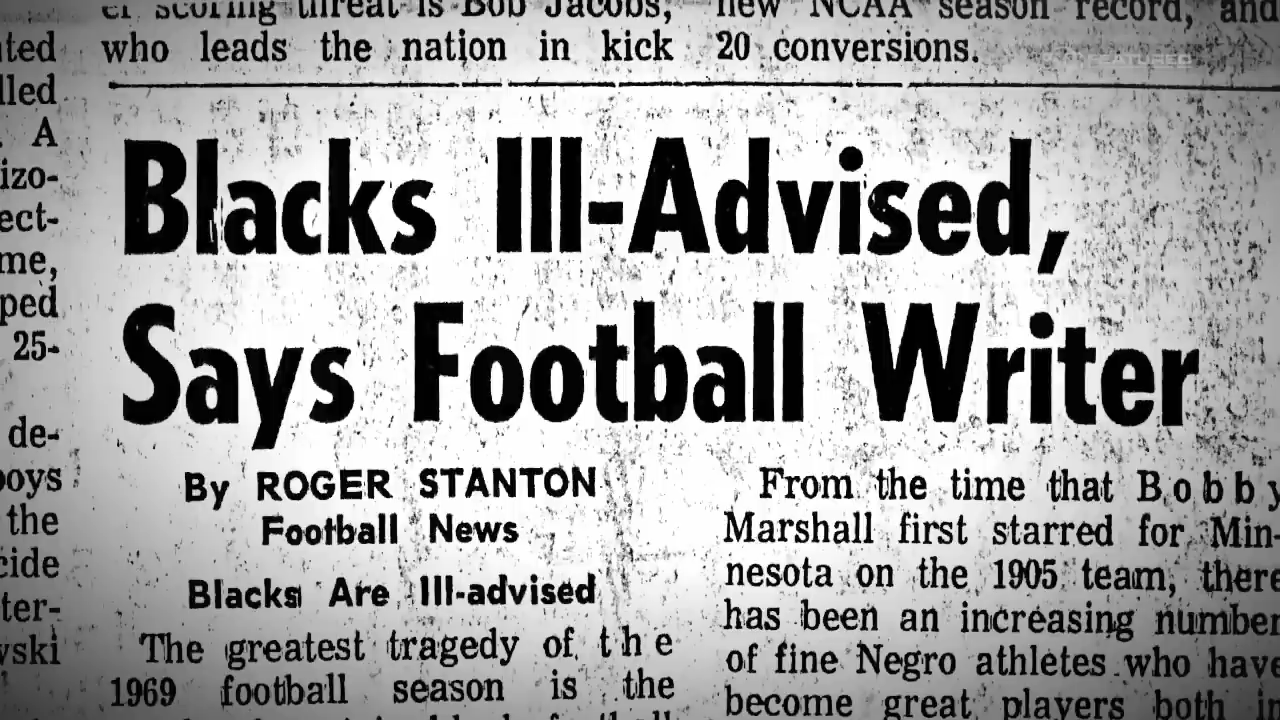 er scoring threat is Bob Jacobs,
who leads the nation in kick
new NCAA season record, and
20 conversions.
FEATURED
ted
lled
. A
izo-
ect-
me,
ped
25-
de-
boys
the
cide
ter-
wski
Blacks Ill-Advised,
Says Football Writer
By ROGER STANTON
Football News
Blacks Are Ill-advised
The greatest tragedy of the
1969 football season is the
From the time that Bobby
Marshall first starred for Min-
nesota on the 1905 team, there
has been an increasing number
of fine Negro athletes who have
become great players both in